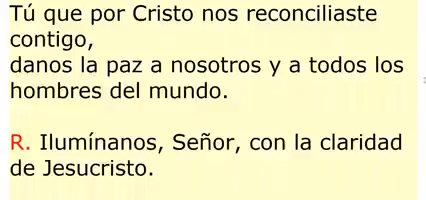 Tú que por Cristo nos reconciliaste
contigo,
danos la paz a nosotros y a todos los
hombres del mundo.
R. Ilumínanos, Señor, con la claridad
de Jesucristo.